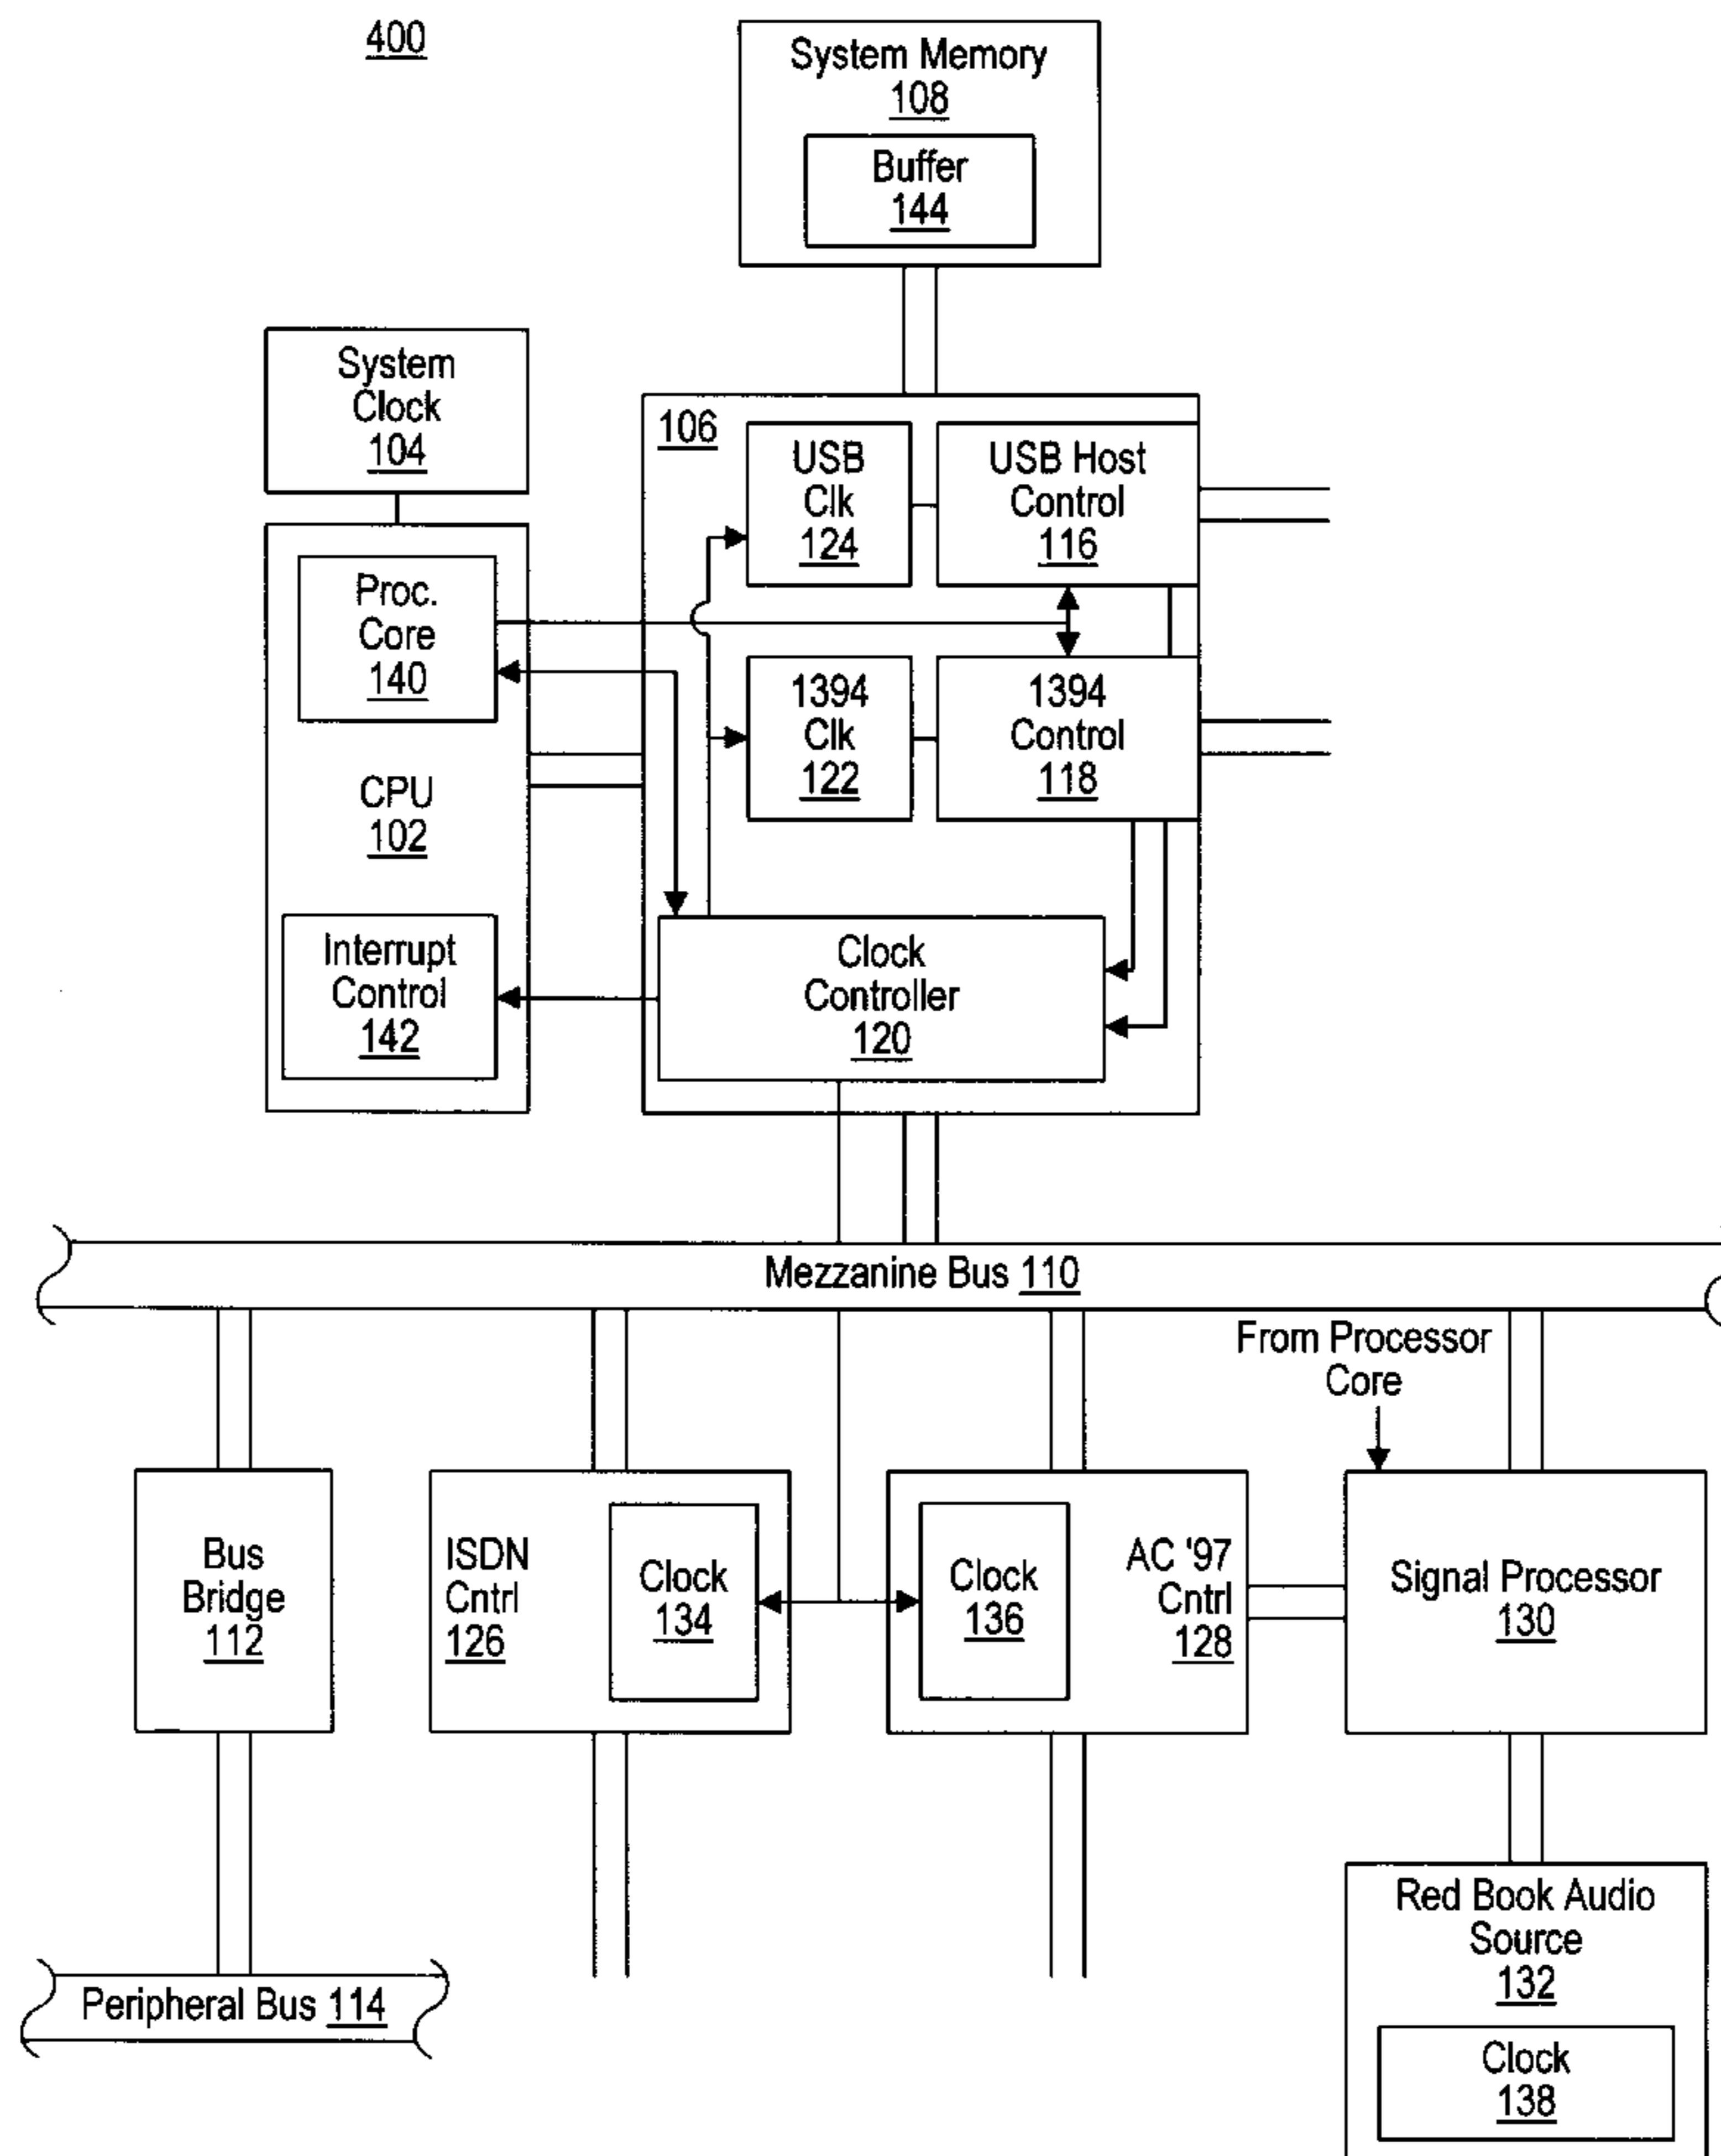 400
System Memory
108
Buffer
144
System
Clock
104
106
USB
Clk
124
USB Host
Control
116
Proc.
Core
140
1394
Clk
122
1394
Control
118
CPU
102
Interrupt
Control
142
Clock
Controller
120
Mezzanine Bus 110
From Processor
Core
Bus
Bridge
112
ISDN
Cntrl
126
Clock
134
Clock
136
AC '97
Cntrl
128
Signal Processor
130
Red Book Audio
Source
132
Clock
138
Peripheral Bus 114